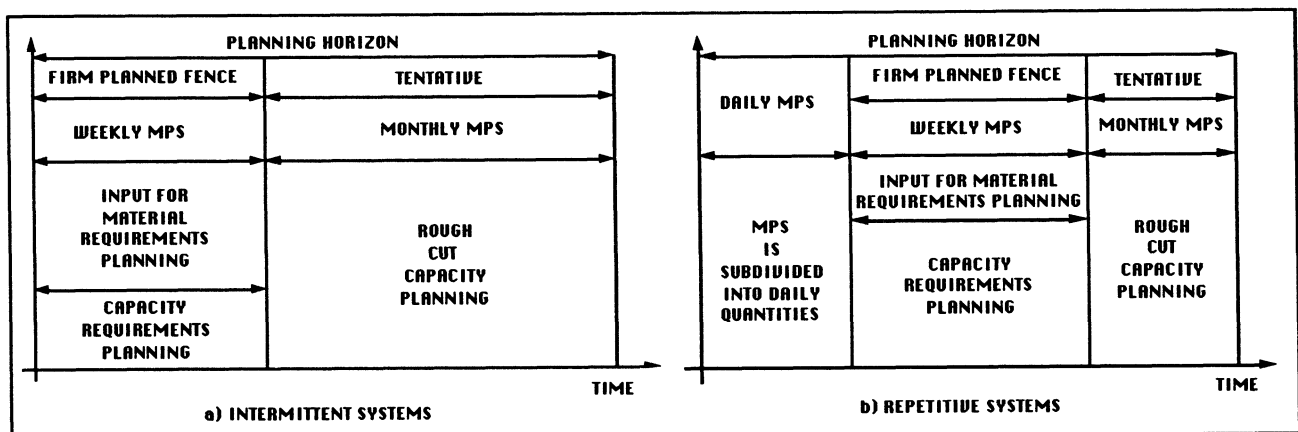 PLANNING HORIZON
FIRM PLANNED FENCE
TENTATIVE
WEEKLY MPS
MONTHLY MPS
INPUT FOR
MATERIAL
REQUIREMENTS
PLANNING
ROUGH
CUT
CAPACITY
PLANNING
CAPACITY
REQUIREMENTS
PLANNING
TIME
a) INTERMITTENT SYSTEMS
PLANNING HORIZON
DAILY MPS
FIRM PLANNED FENCE
TENTATIVE
WEEKLY MPS
MONTHLY MPS
INPUT FOR MATERIAL
REQUIREMENTS PLANNING
MPS
IS
SUBDIVIDED
INTO DAILY
QUANTITIES
CAPACITY
REQUIREMENTS
PLANNING
ROUGH
CUT
CAPACITY
PLANNING
TIME
b) REPETITIVE SYSTEMS